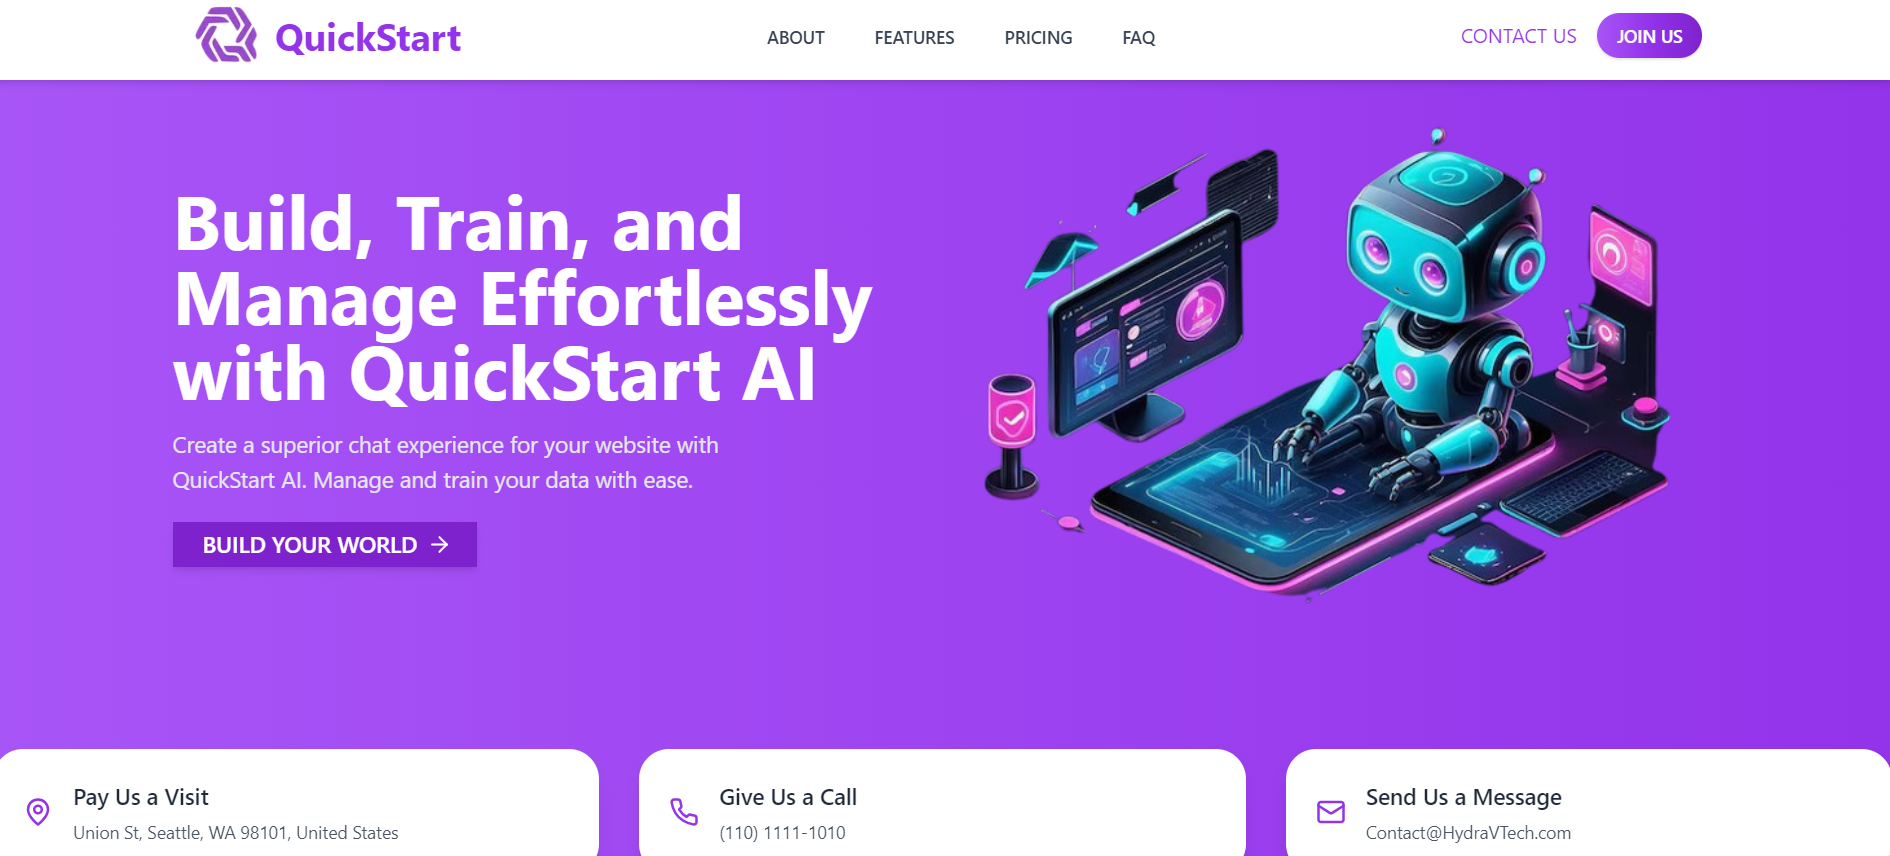 QuickStart
ABOUT
FEATURES
PRICING
FAQ
CONTACT US
JOIN US
Build, Train, and
Manage Effortlessly
with QuickStart AI
Create a superior chat experience for your website with
QuickStart AI. Manage and train your data with ease.
BUILD YOUR WORLD
Pay Us a Visit
Union St, Seattle, WA 98101, United States
Give Us a Call
(110) 1111-1010
Send Us a Message
Contact@HydraVTech.com